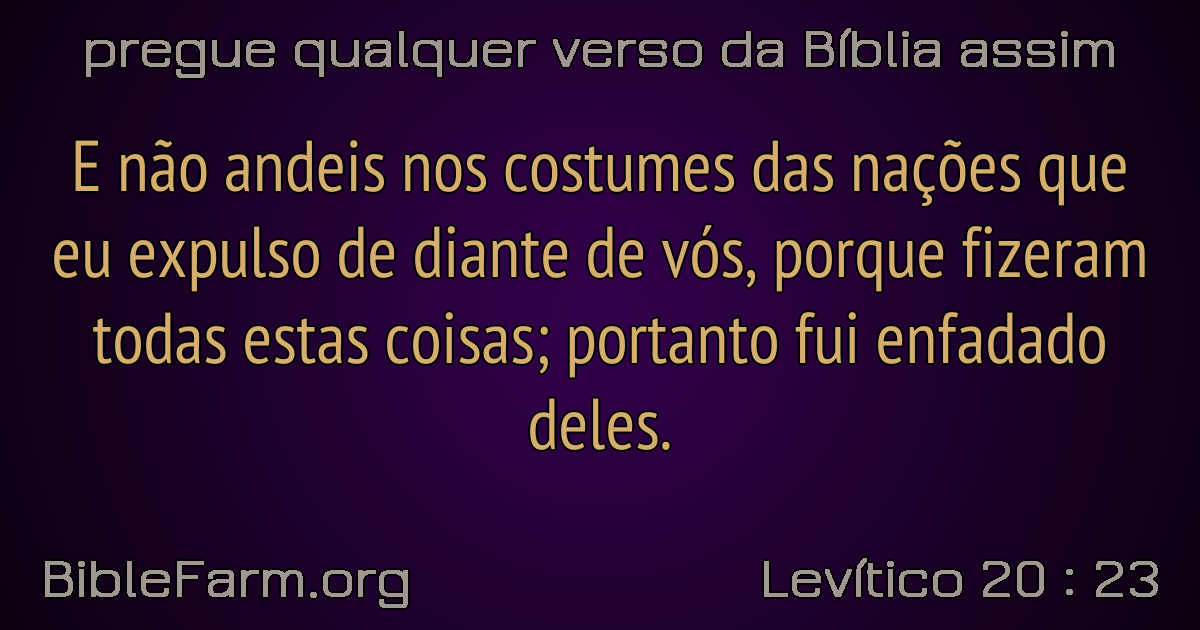 pregue qualquer verso da Bíblia assim
E não andeis nos costumes das nações que
eu expulso de diante de vós, porque fizeram
todas estas coisas; portanto fui enfadado
deles.
BibleFarm.org
Levítico 20 : 23